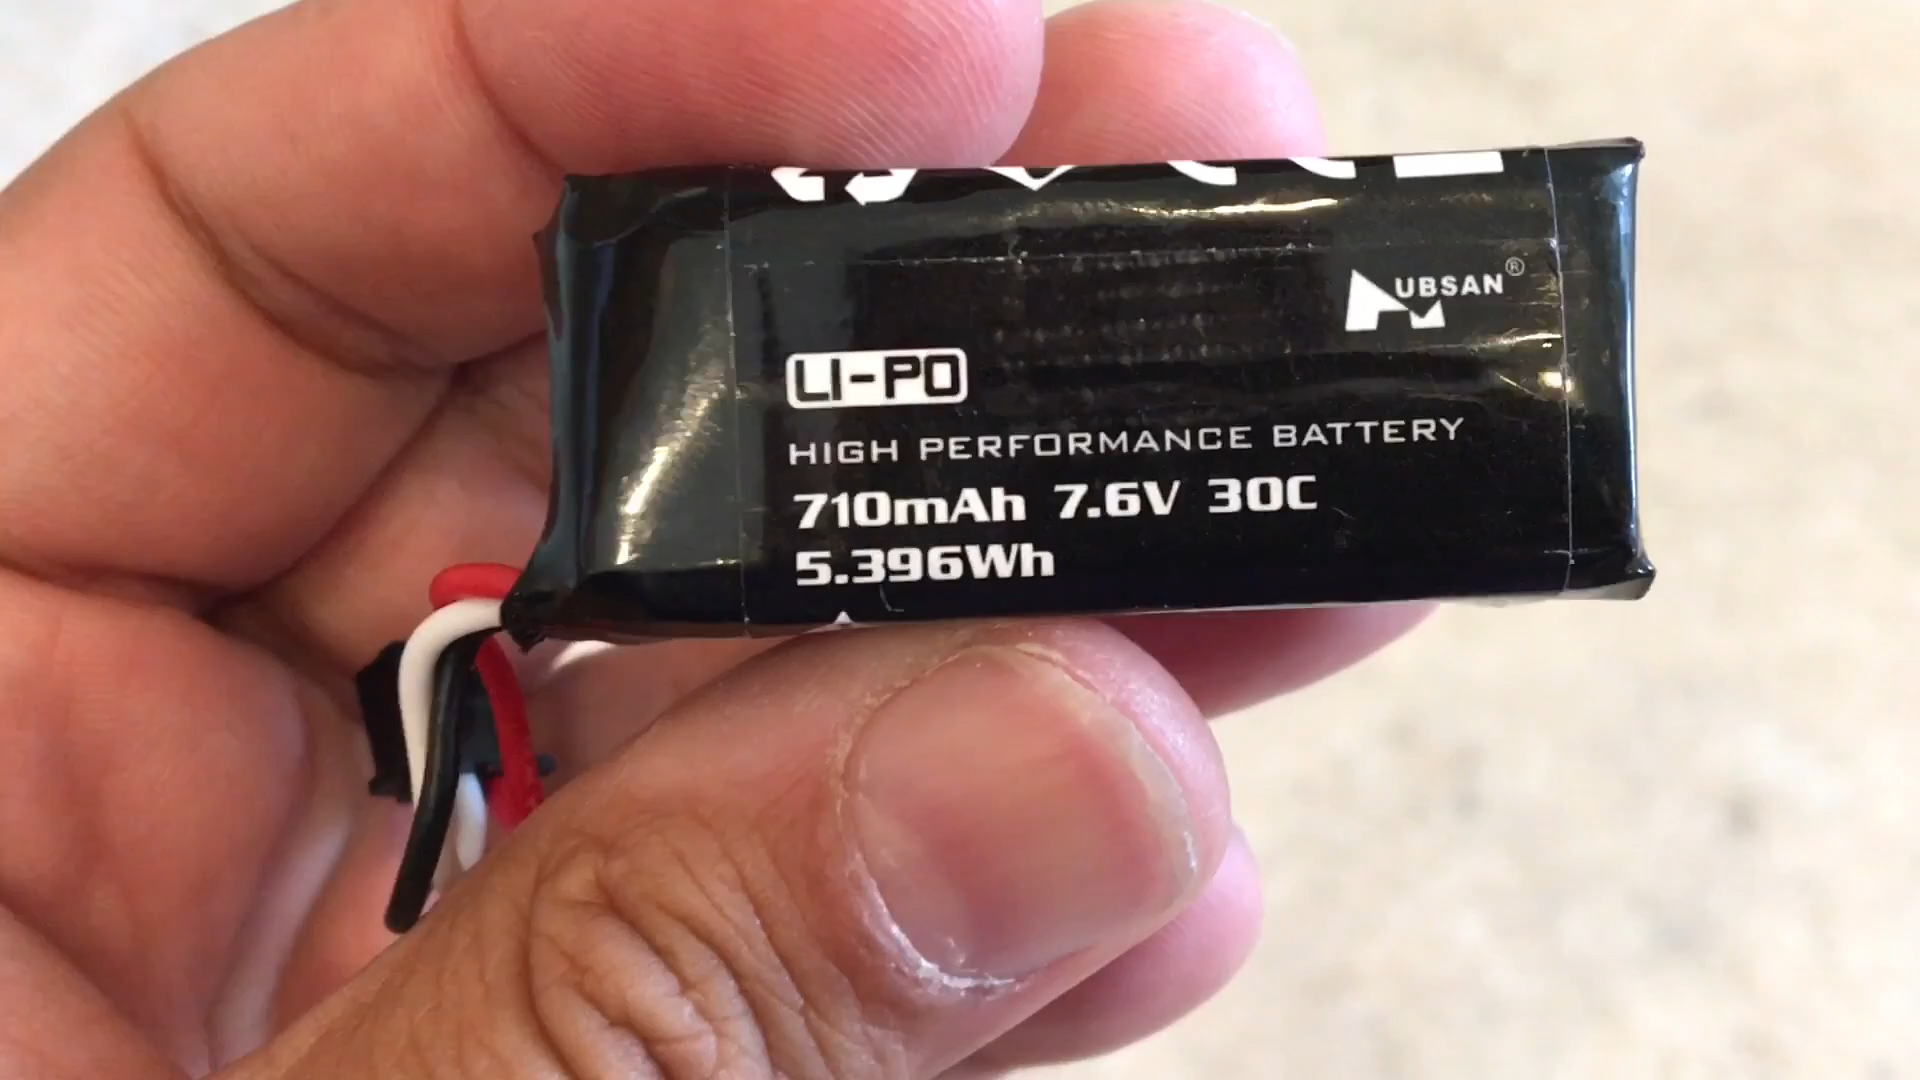 UBSAN®
LI-PO
HIGH PERFORMANCE BATTERY
710mAh 7.6V 30C
5.396Wh